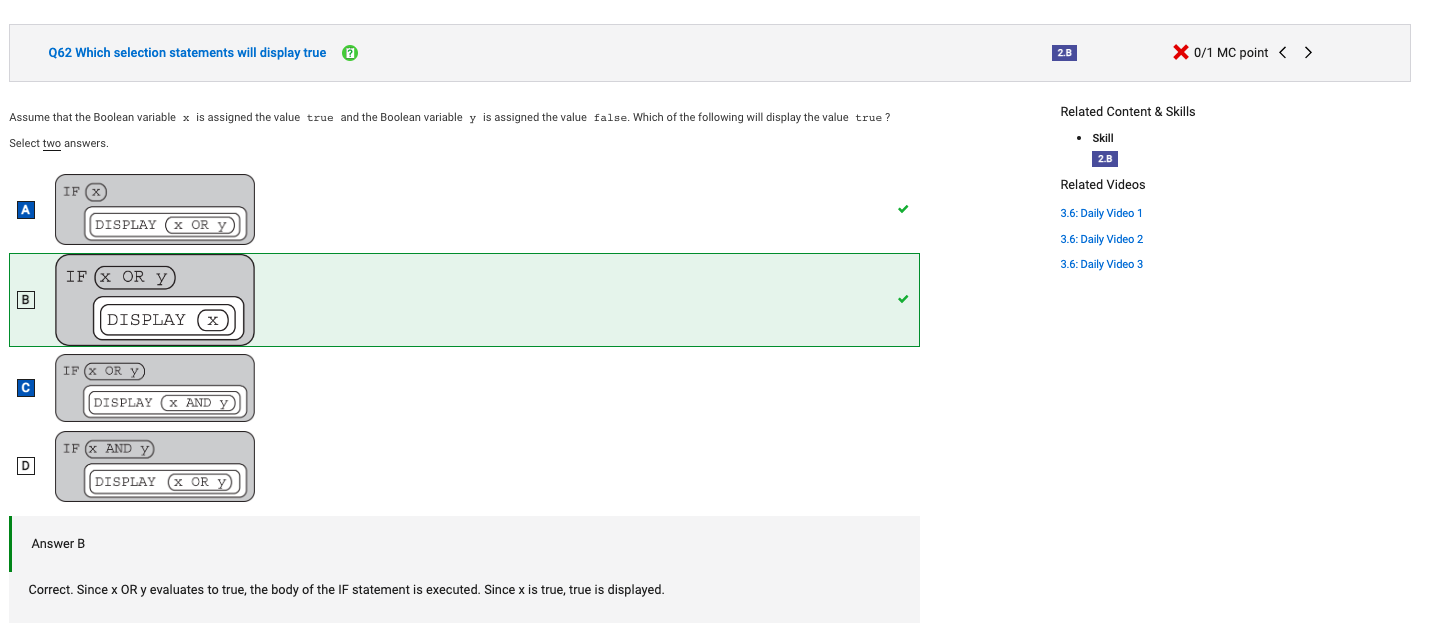 Q62 Which selection statements will display true
2.B
0/1 MC point
Assume that the Boolean variable x is assigned the value true and the Boolean variable y is assigned the value false. Which of the following will display the value true ?
Select two answers.
A
IF x
DISPLAY x OR y
B
IF x OR y
DISPLAY x
C
IF x OR y
DISPLAY x AND y
D
IF x AND y
DISPLAY x OR y
Answer B
Correct. Since x OR y evaluates to true, the body of the IF statement is executed. Since x is true, true is displayed.
Related Content & Skills
• Skill
2.B
Related Videos
3.6: Daily Video 1
3.6: Daily Video 2
3.6: Daily Video 3